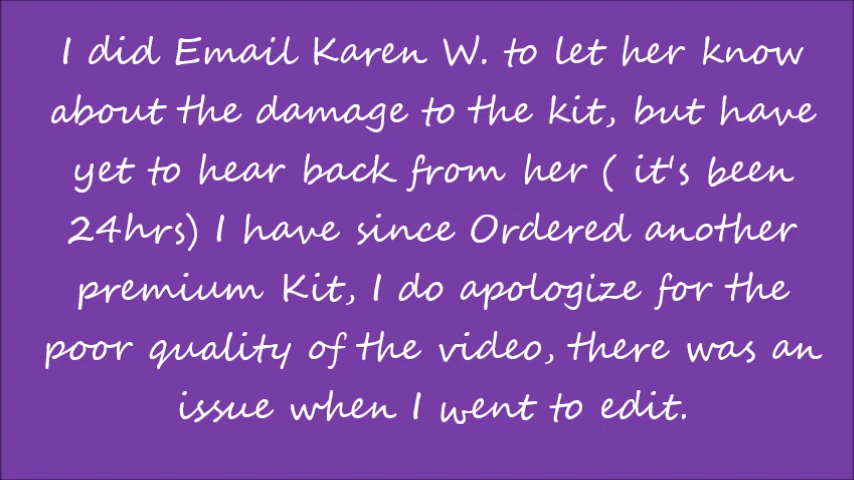 I did Email Karen W. to let her know
about the damage to the kit, but have
yet to hear back from her ( it's been
24hrs) I have since Ordered another
premium Kit, I do apologize for the
poor quality of the video, there was an
issue when I went to edit.